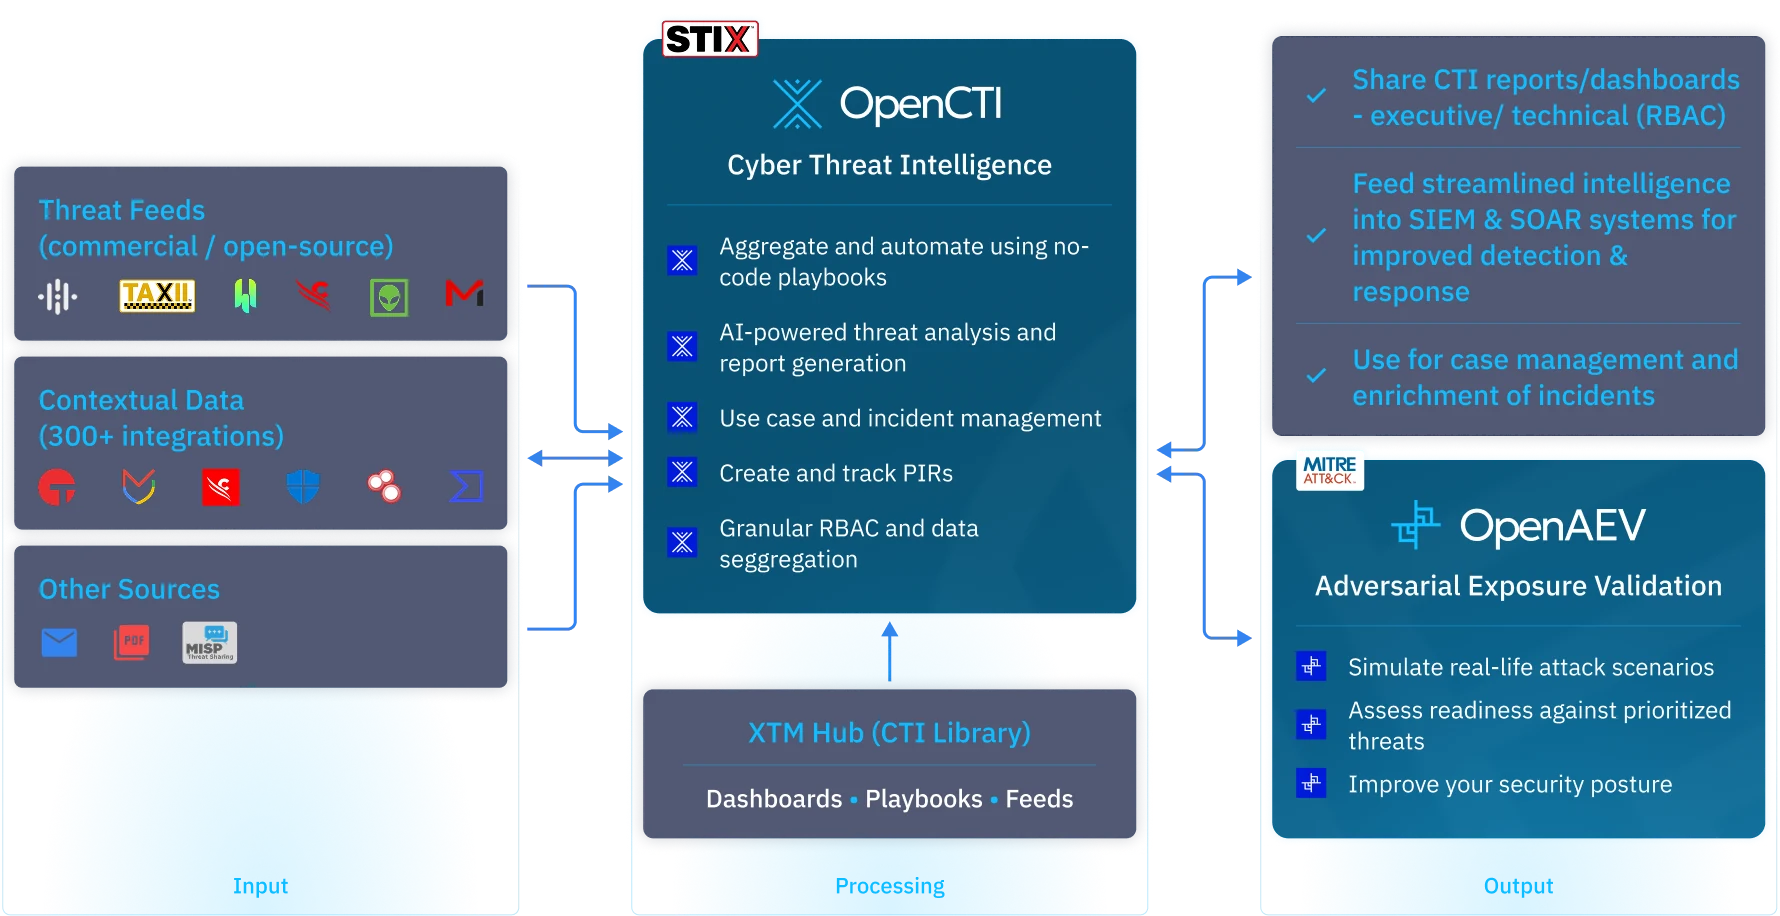 Threat Feeds
(commercial / open-source)
TAXII
Contextual Data
(300+ integrations)
Other Sources
PDF
MISP
Threat Sharing
Input
STIX
OpenCTI
Cyber Threat Intelligence
Aggregate and automate using no-
code playbooks
AI-powered threat analysis and
report generation
Use case and incident management
Create and track PIRs
Granular RBAC and data
seggregation
XTM Hub (CTI Library)
Dashboards • Playbooks • Feeds
Processing
Share CTI reports/dashboards
- executive/ technical (RBAC)
Feed streamlined intelligence
into SIEM & SOAR systems for
improved detection &
response
Use for case management and
enrichment of incidents
MITRE
ATT&CK
OpenAEV
Adversarial Exposure Validation
Simulate real-life attack scenarios
Assess readiness against prioritized
threats
Improve your security posture
Output